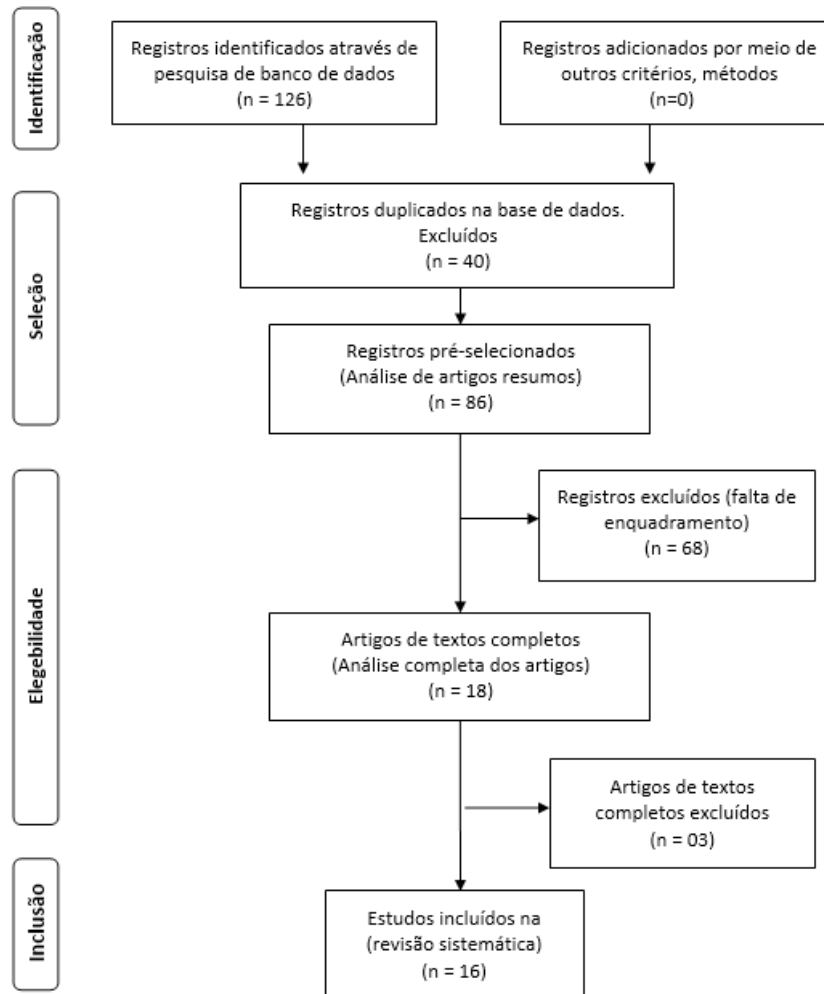 Identificação
Registros identificados através de
pesquisa de banco de dados
(n = 126)
Registros adicionados por meio de
outros critérios, métodos
(n=0)
Seleção
Registros duplicados na base de dados.
Excluídos
(n = 40)
Registros pré-selecionados
(Análise de artigos resumos)
(n = 86)
Elegebilidade
Registros excluídos (falta de
enquadramento)
(n = 68)
Artigos de textos completos
(Análise completa dos artigos)
(n = 18)
Artigos de textos
completos excluídos
(n = 03)
Inclusão
Estudos incluídos na
(revisão sistemática)
(n = 16)